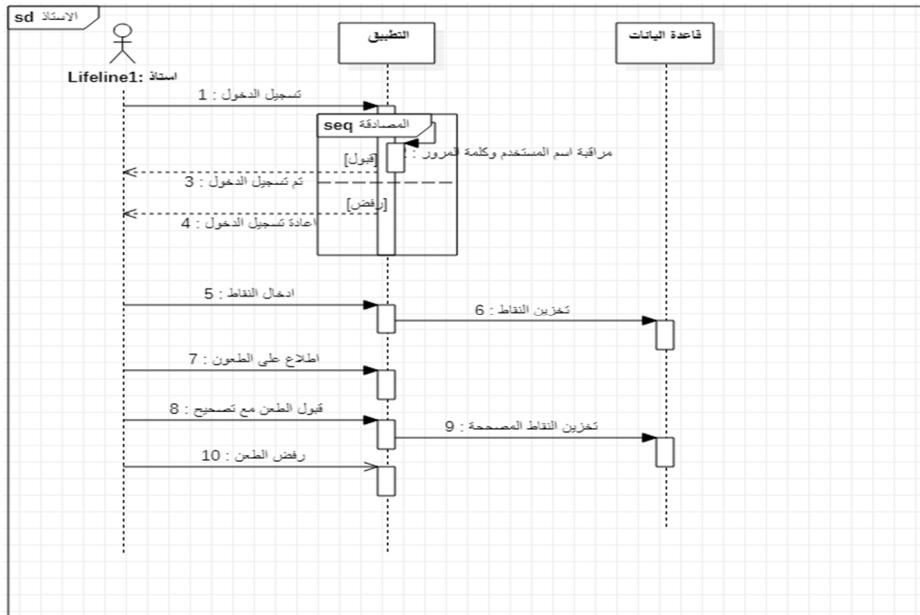 sd الاستاذ
Lifeline1: استاذ
التطبيق
قاعدة البيانات
1 : تسجيل الدخول
seq المصادقة
مراقبة اسم المستخدم وكلمة المرور :
[قبول]
3 : تم تسجيل الدخول
[رفض]
4 : اعادة تسجيل الدخول
5 : ادخال النقاط
6 : تخزين النقاط
7 : اطلاع على الطعون
8 : قبول الطعن مع تصحيح
9 : تخزين النقاط المصححة
10 : رفض الطعن